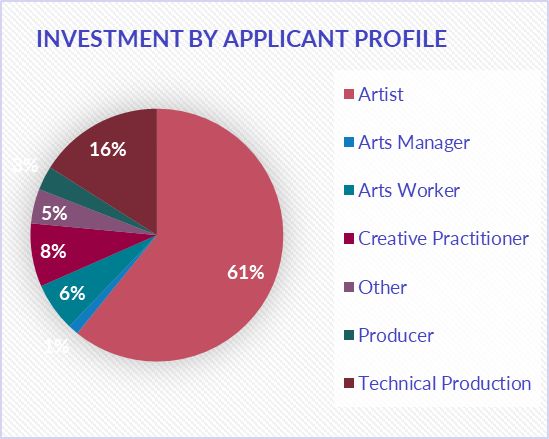 INVESTMENT BY APPLICANT PROFILE
16%
3%
5%
8%
6%
1%
61%
Artist
Arts Manager
Arts Worker
Creative Practitioner
Other
Producer
Technical Production